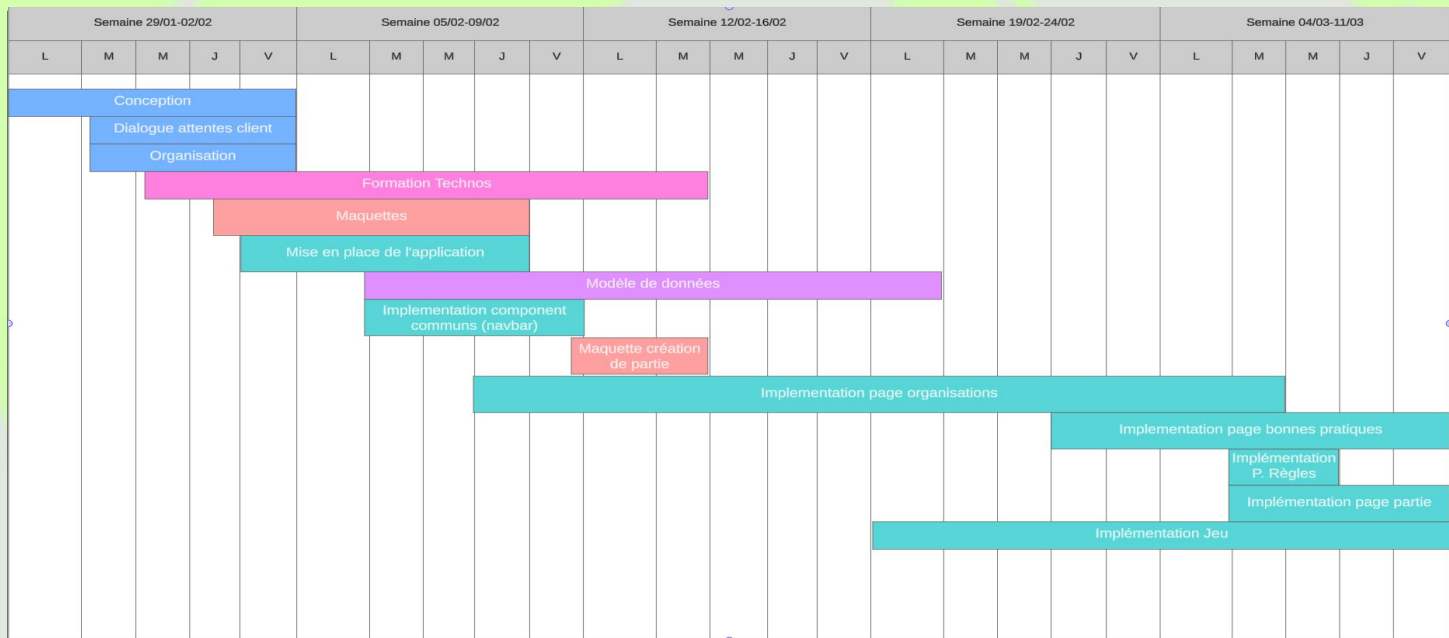 Semaine 29/01-02/02 Semaine 05/02-09/02 Semaine 12/02-16/02 Semaine 19/02-24/02 Semaine 04/03-11/03
L M M J V L M M J V L M M J V L M M J V L M M J V
Conception
Dialogue attentes client
Organisation
Formation Technos
Maquettes
Mise en place de l'application
Modèle de données
Implementation component
communs (navbar)
Maquette création
de partie
Implementation page organisations
Implementation page bonnes pratiques
Implémentation
P. Règles
Implémentation page partie
Implémentation Jeu